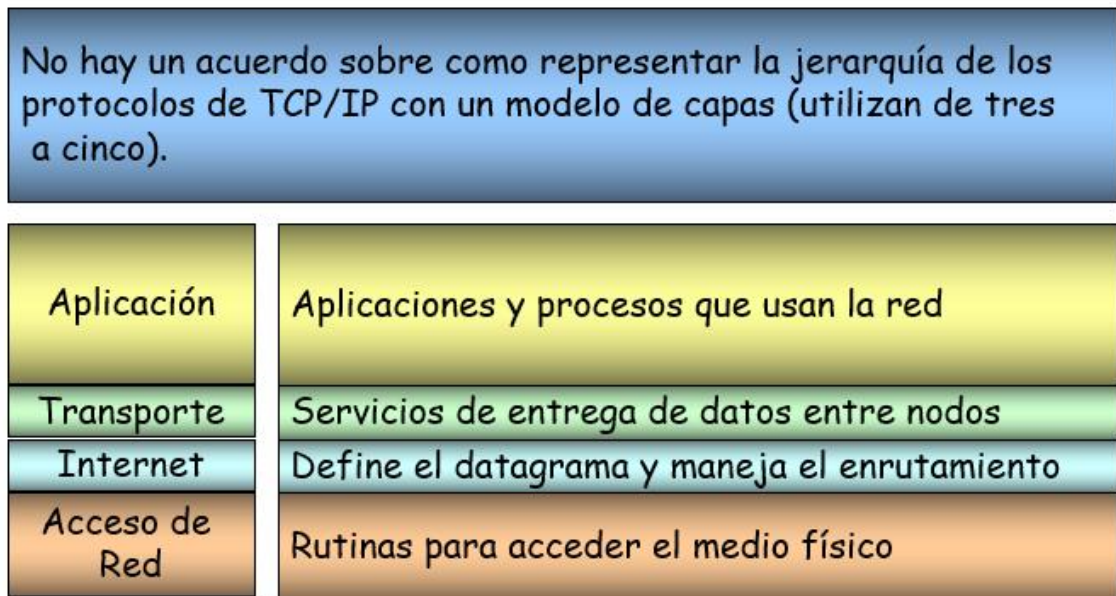 No hay un acuerdo sobre como representar la jerarquía de los
protocolos de TCP/IP con un modelo de capas (utilizan de tres
a cinco).
Aplicación
Aplicaciones y procesos que usan la red
Transporte
Servicios de entrega de datos entre nodos
Internet
Define el datagrama y maneja el enrutamiento
Acceso de
Red
Rutinas para acceder el medio físico